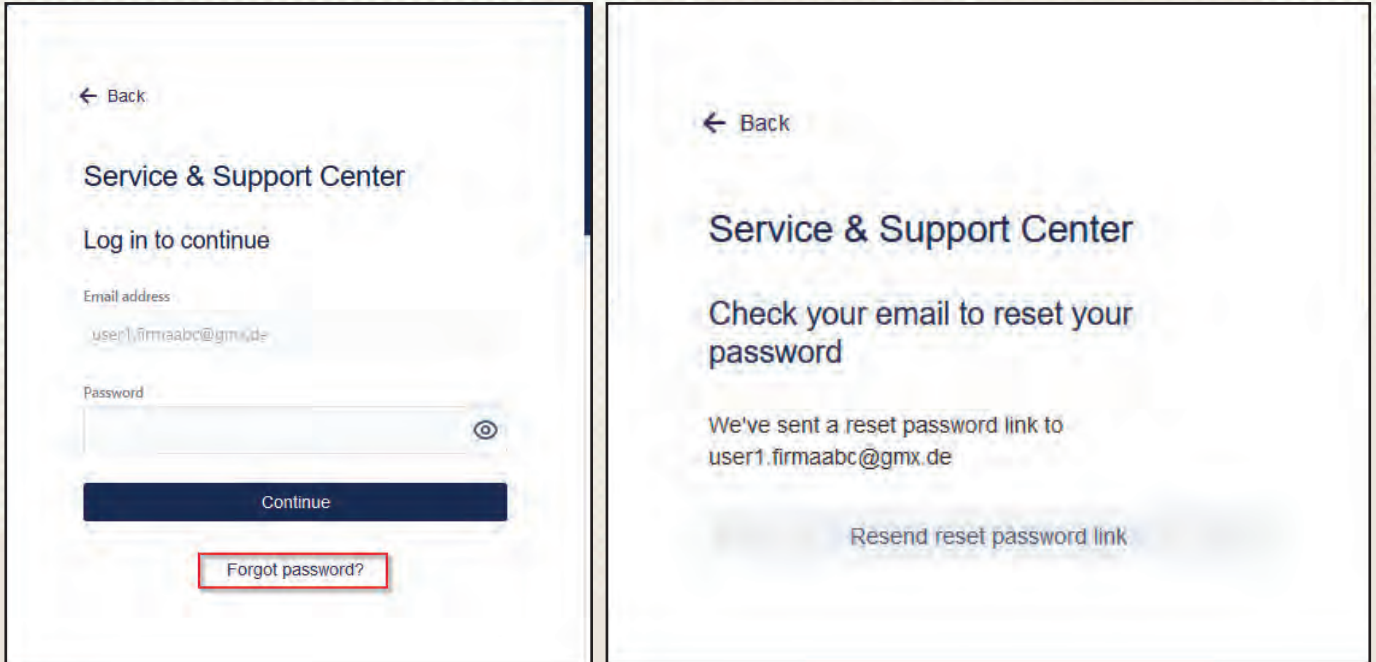 ← Back
Service & Support Center
Log in to continue
Email address
user1.firmaabc@gmx.de
Password
Continue
Forgot password?
← Back
Service & Support Center
Check your email to reset your
password
We've sent a reset password link to
user1.firmaabc@gmx.de
Resend reset password link